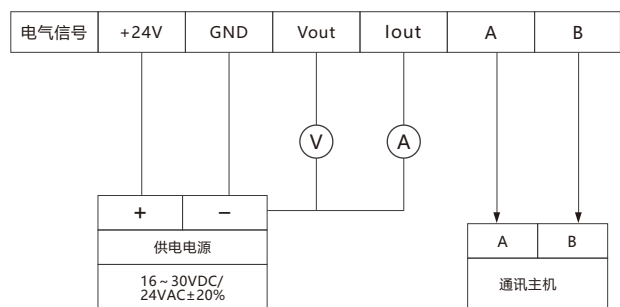 电气信号 +24V GND Vout Iout A B
V A
+ −
供电电源
16~30VDC/
24VAC±20%
A B
通讯主机